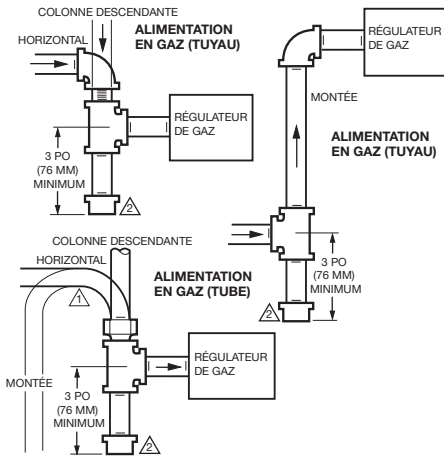 COLONNE DESCENDANTE
HORIZONTAL
ALIMENTATION
EN GAZ (TUYAU)
RÉGULATEUR
DE GAZ
3 PO
(76 MM)
MINIMUM
2
RÉGULATEUR
DE GAZ
MONTÉE
ALIMENTATION
EN GAZ (TUYAU)
3 PO
(76 MM)
MINIMUM
2
COLONNE DESCENDANTE
HORIZONTAL
ALIMENTATION
EN GAZ (TUBE)
1
RÉGULATEUR
DE GAZ
MONTÉE
3 PO
(76 MM)
MINIMUM
2